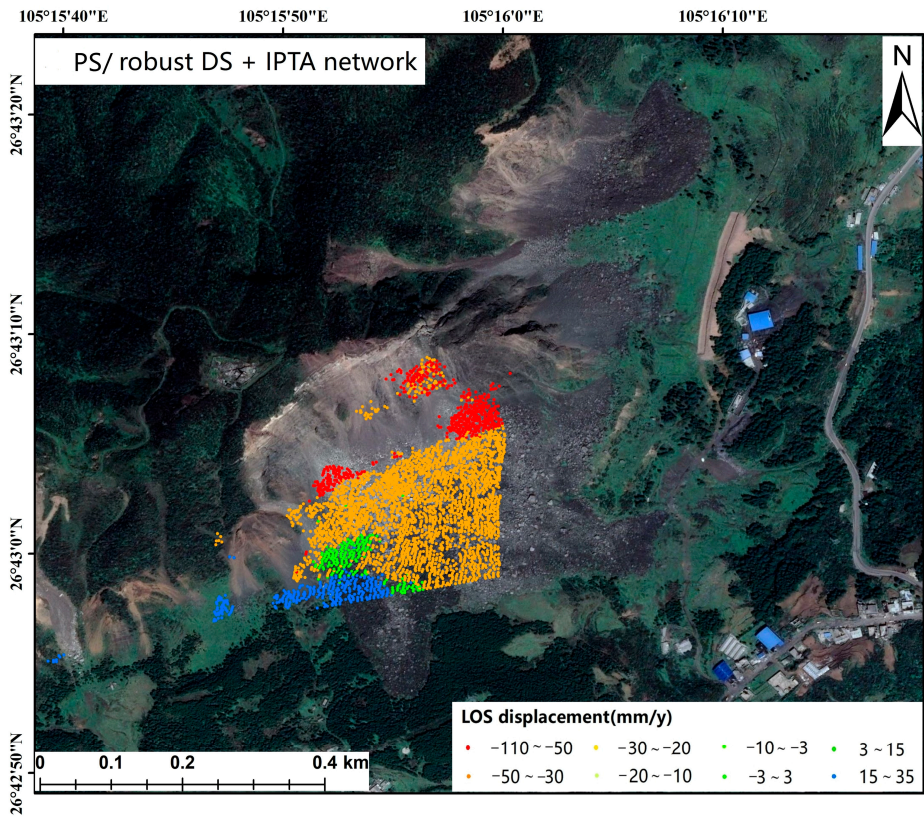 105°15'40"E 105°15'50"E 105°16'0"E 105°16'10"E
PS/ robust DS + IPTA network
N
26°43'20"N
26°43'10"N
26°43'0"N
26°42'50"N
LOS displacement(mm/y)
−110 ~ −50 −30 ~ −20 −10 ~ −3 3 ~ 15
−50 ~ −30 −20 ~ −10 −3 ~ 3 15 ~ 35
0 0.1 0.2 0.4 km